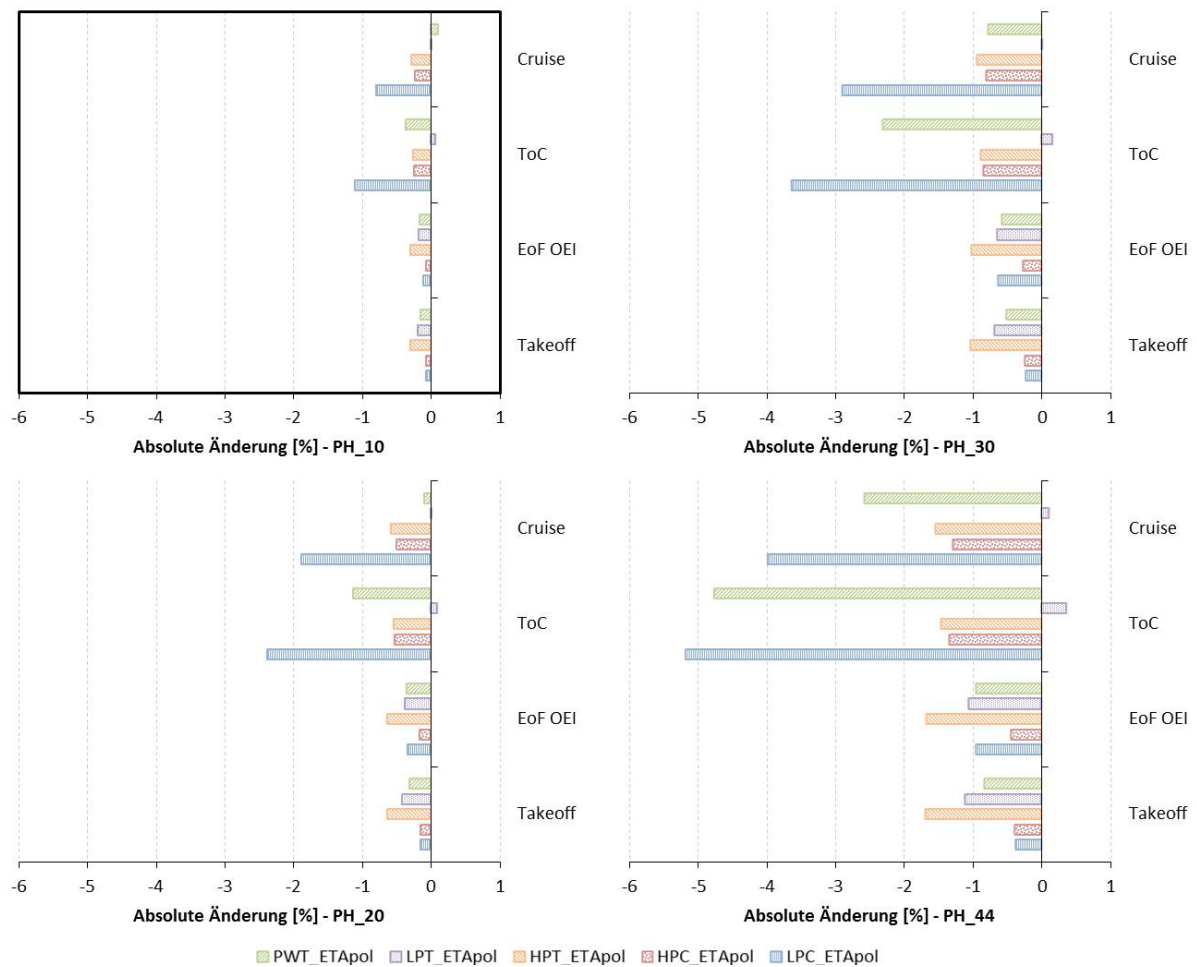 Cruise
ToC
EoF OEI
Takeoff
-6 -5 -4 -3 -2 -1 0 1
Absolute Änderung [%] - PH_10
Cruise
ToC
EoF OEI
Takeoff
-6 -5 -4 -3 -2 -1 0 1
Absolute Änderung [%] - PH_30
Cruise
ToC
EoF OEI
Takeoff
-6 -5 -4 -3 -2 -1 0 1
Absolute Änderung [%] - PH_20
Cruise
ToC
EoF OEI
Takeoff
-6 -5 -4 -3 -2 -1 0 1
Absolute Änderung [%] - PH_44
PWT_ETApol LPT_ETApol HPT_ETApol HPC_ETApol LPC_ETApol